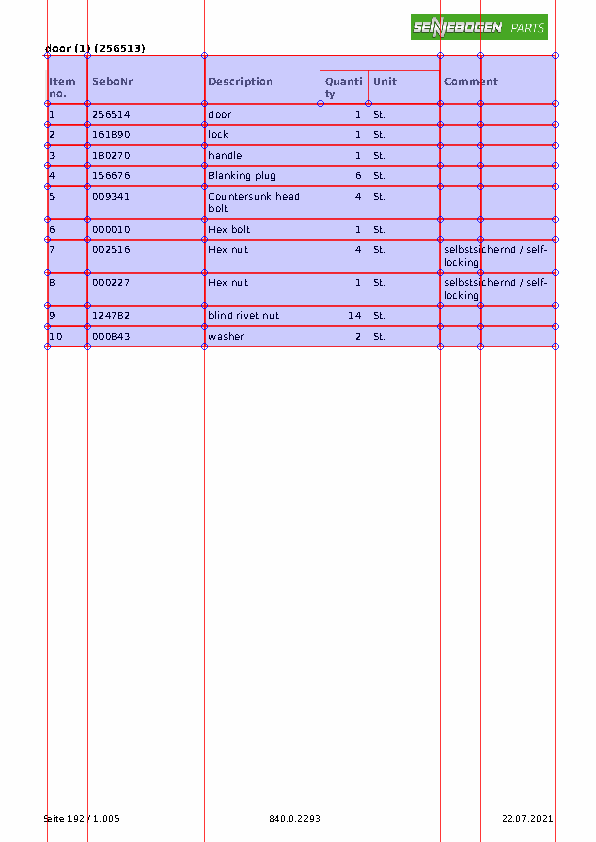 SENNEBOGEN PARTS
door (1) (256513)
Item SeboNr Description Quanti Unit Comment
no. ty
1 256514 door 1 St.
2 161890 lock 1 St.
3 180270 handle 1 St.
4 156676 Blanking plug 6 St.
5 009341 Countersunk head 4 St.
bolt
6 000010 Hex bolt 1 St.
7 002516 Hex nut 4 St. selbstsichernd / self-
locking
8 000227 Hex nut 1 St. selbstsichernd / self-
locking
9 124782 blind rivet nut 14 St.
10 000843 washer 2 St.
Seite 192 / 1.005 840.0.2293 22.07.2021